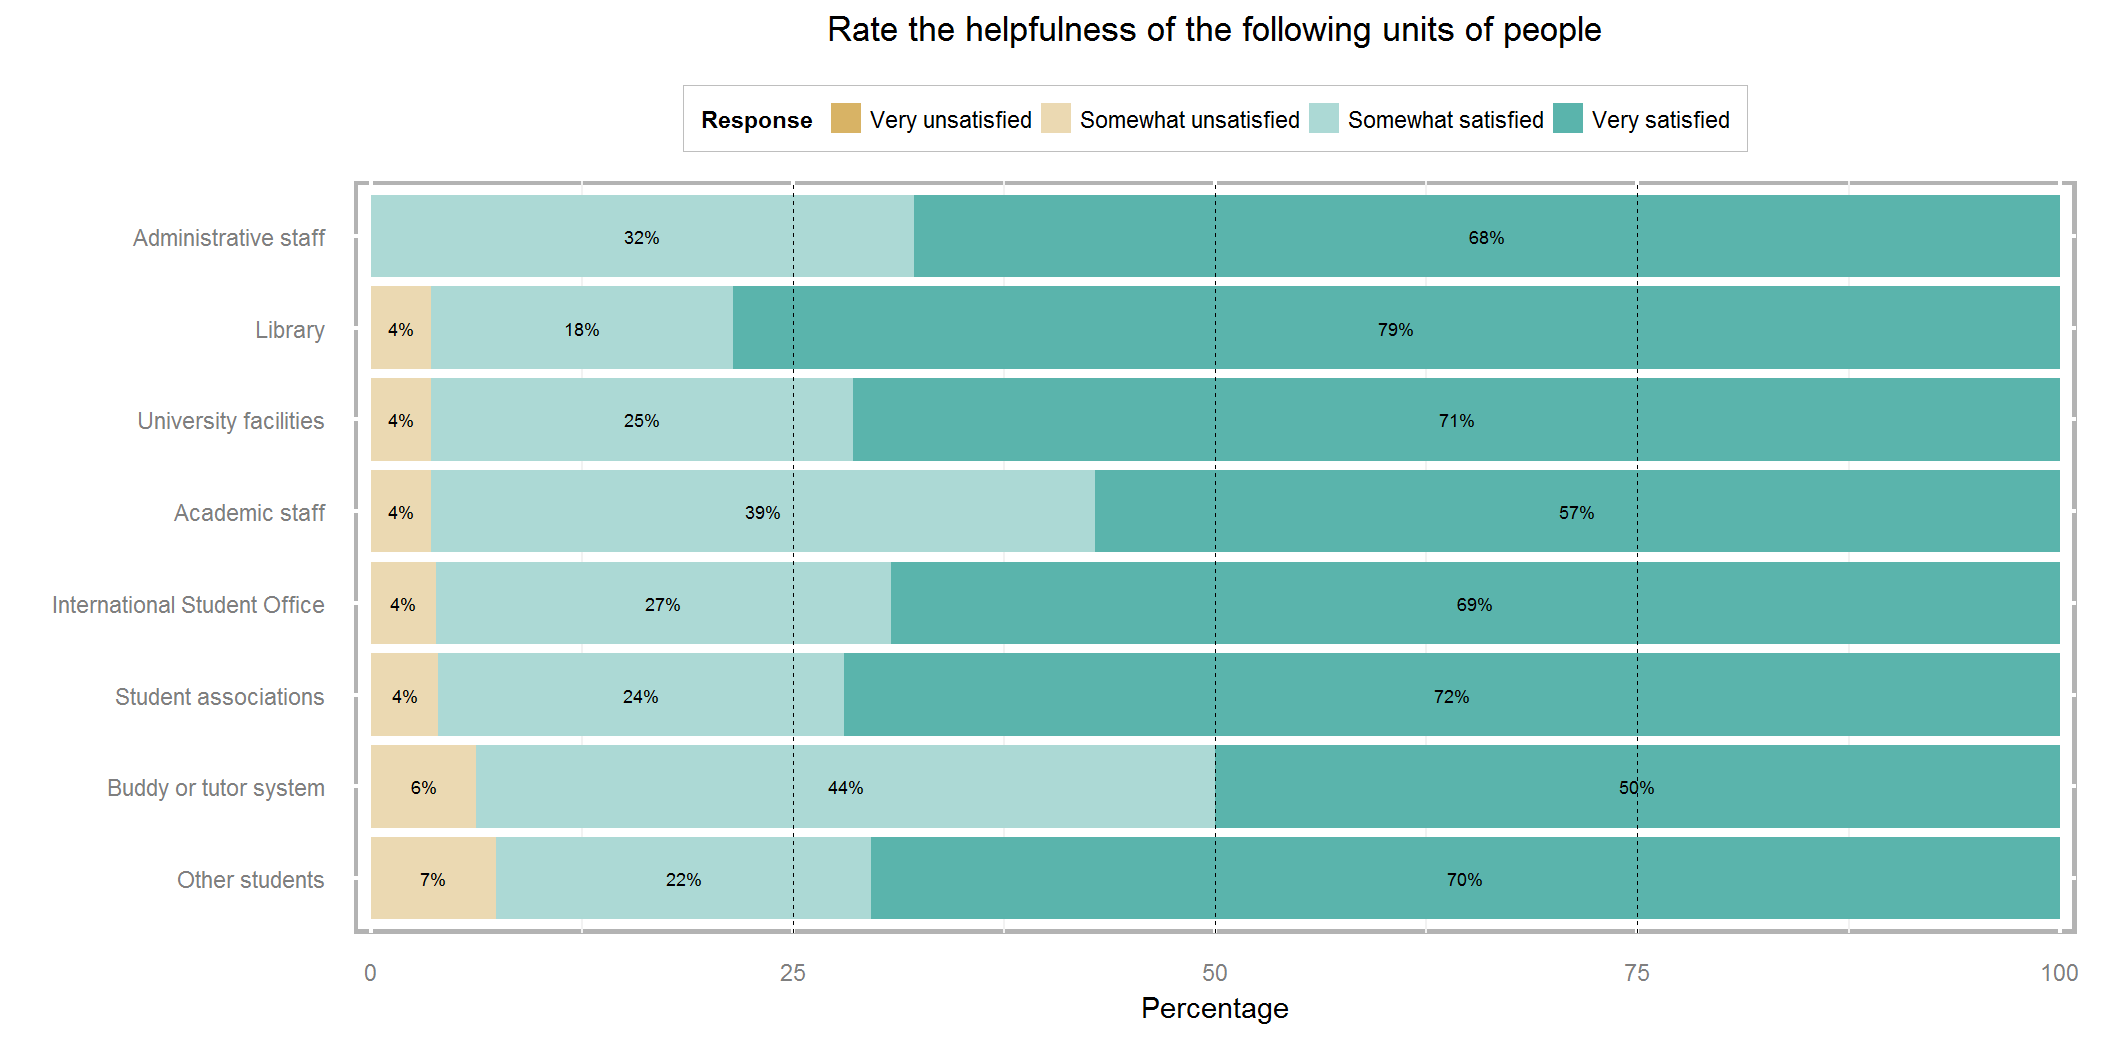 Rate the helpfulness of the following units of people
Response Very unsatisfied Somewhat unsatisfied Somewhat satisfied Very satisfied
Administrative staff 32% 68%
Library 4% 18% 79%
University facilities 4% 25% 71%
Academic staff 4% 39% 57%
International Student Office 4% 27% 69%
Student associations 4% 24% 72%
Buddy or tutor system 6% 44% 50%
Other students 7% 22% 70%
0 25 50 75 100
Percentage